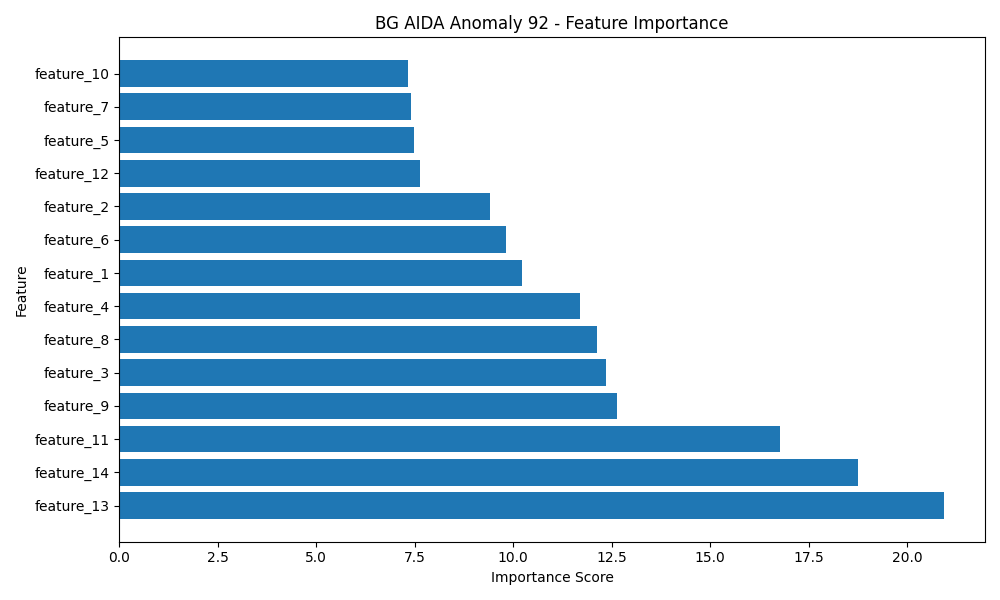 BG AIDA Anomaly 92 - Feature Importance
feature_10
feature_7
feature_5
feature_12
feature_2
feature_6
feature_1
feature_4
feature_8
feature_3
feature_9
feature_11
feature_14
feature_13
Feature
0.0 2.5 5.0 7.5 10.0 12.5 15.0 17.5 20.0
Importance Score